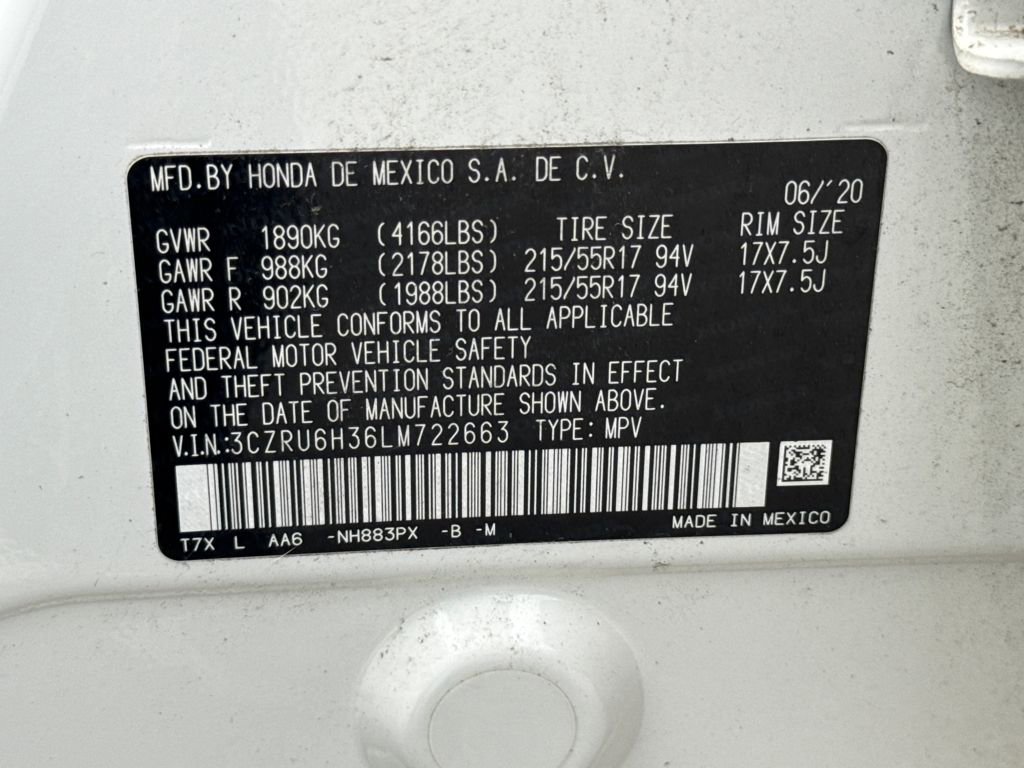 MFD.BY HONDA DE MEXICO S.A. DE C.V.
06/'20
GVWR 1890KG (4166LBS) TIRE SIZE RIM SIZE
GAWR F 988KG (2178LBS) 215/55R17 94V 17X7.5J
GAWR R 902KG (1988LBS) 215/55R17 94V 17X7.5J
THIS VEHICLE CONFORMS TO ALL APPLICABLE
FEDERAL MOTOR VEHICLE SAFETY
AND THEFT PREVENTION STANDARDS IN EFFECT
ON THE DATE OF MANUFACTURE SHOWN ABOVE.
V.I.N.:3CZRU6H36LM722663 TYPE: MPV
T7X L AA6 -NH883PX -B -M MADE IN MEXICO